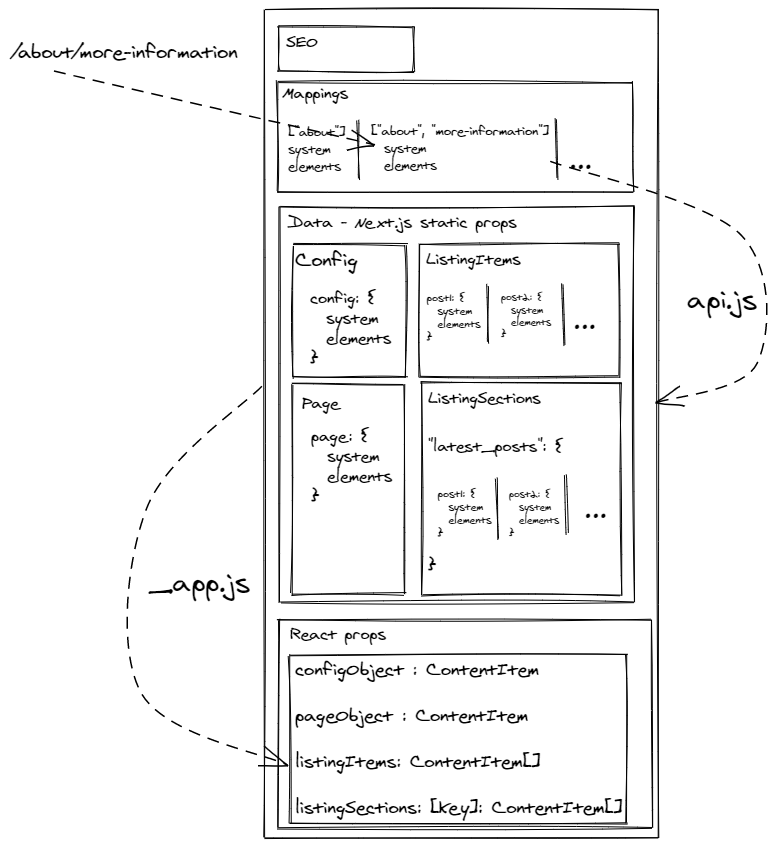 /about/more-information
SEO
Mappings
["about"]
system
elements
["about", "more-information"]
system
elements
...
Data - Next.js static props
Config
config: {
system
elements
}
ListingItems
post1: {
system
elements
}
post2: {
system
elements
}
...
api.js
Page
page: {
system
elements
}
ListingSections
"latest_posts": {
post1: {
system
elements
}
post2: {
system
elements
}
...
}
_app.js
React props
configObject : ContentItem
pageObject : ContentItem
listingItems: ContentItem[]
listingSections: [key]: ContentItem[]